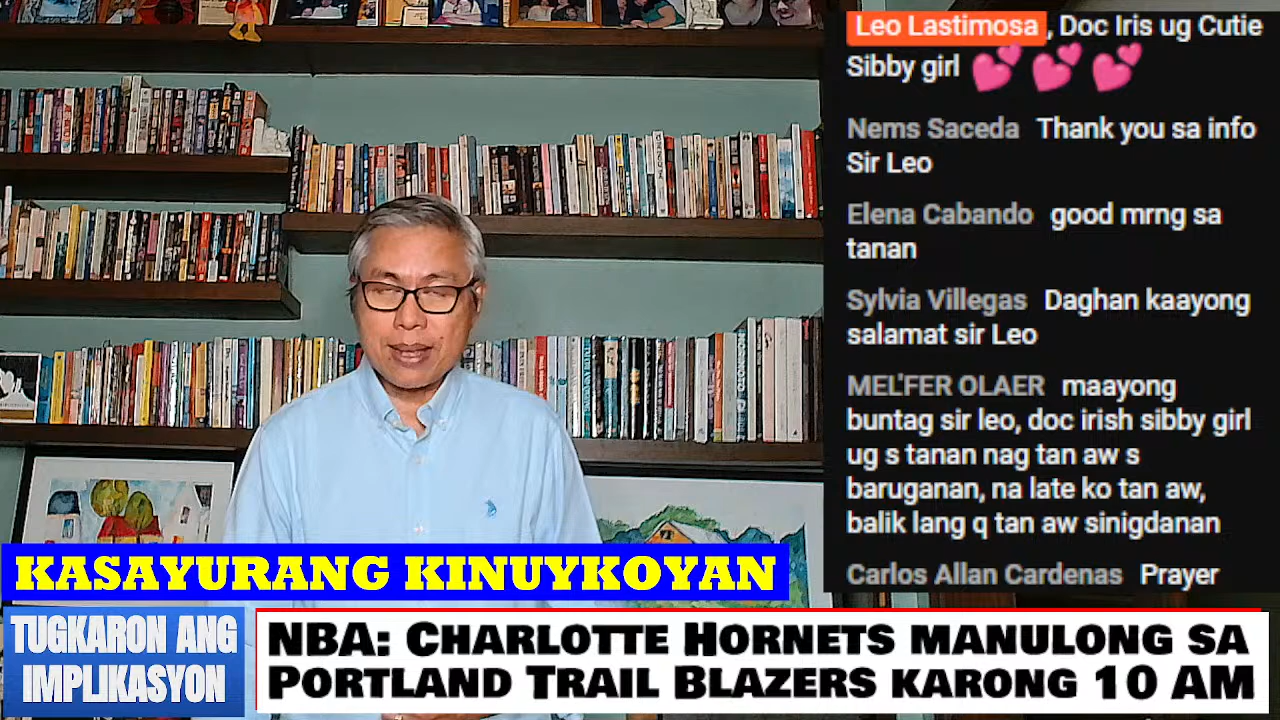 Leo Lastimosa, Doc Iris ug Cutie
Sibby girl 💕 💕 💕
Nems Saceda Thank you sa info
Sir Leo
Elena Cabando good mrng sa
tanan
Sylvia Villegas Daghan kaayong
salamat sir Leo
MEL'FER OLAER maayong
buntag sir leo, doc irish sibby girl
ug s tanan nag tan aw s
baruganan, na late ko tan aw,
balik lang q tan aw sinigdanan
Carlos Allan Cardenas Prayer
KASAYURANG KINUYKOYAN
TUGKARON ANG
IMPLIKASYON
NBA: CHARLOTTE HORNETS MANULONG SA
PORTLAND TRAIL BLAZERS KARONG 10 AM